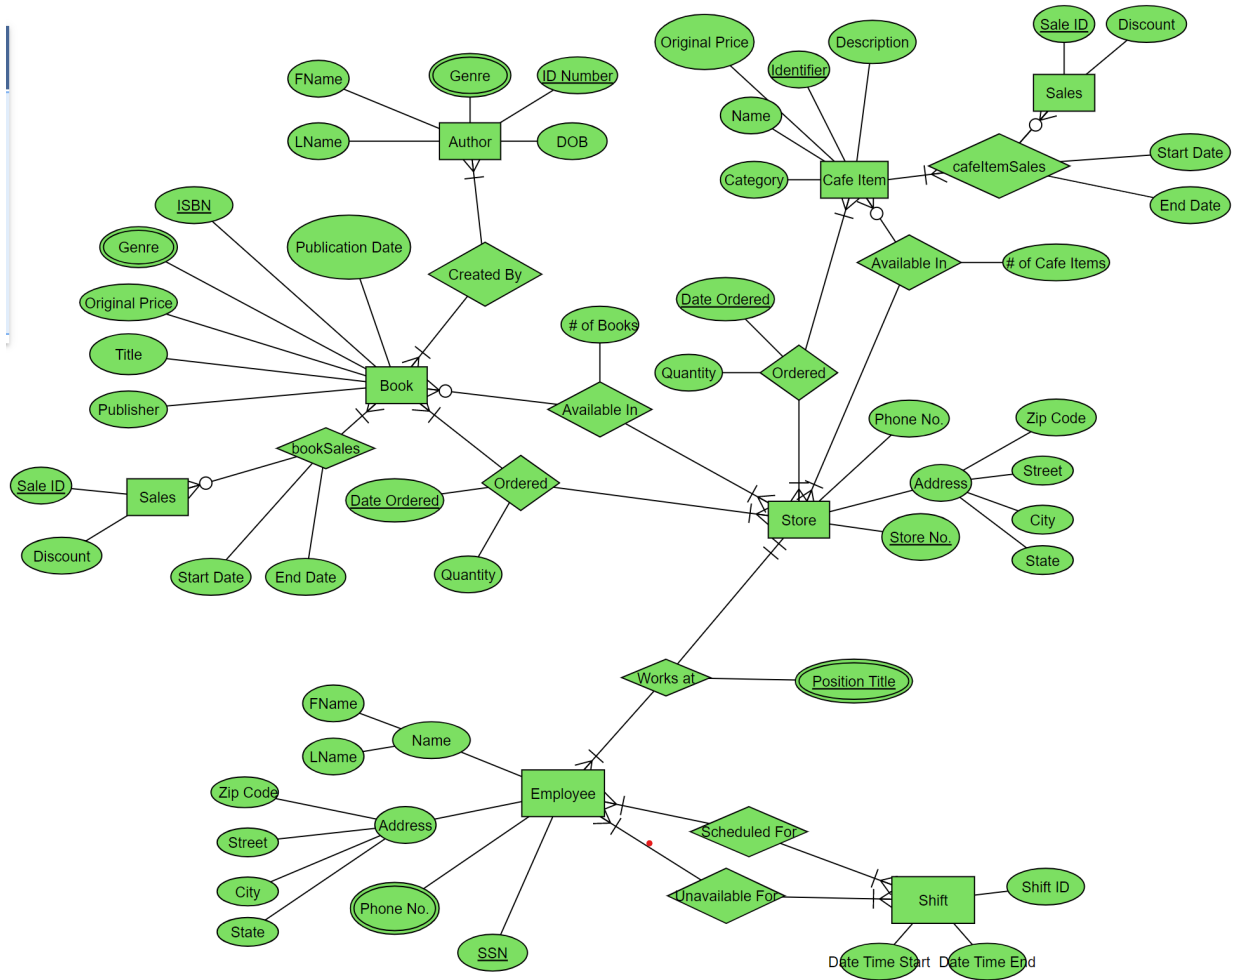 Sale ID
Discount
Original Price
Description
Identifier
Genre
ID Number
FName
Sales
Name
LName
Author
DOB
Start Date
cafeItemSales
Category
Cafe Item
ISBN
End Date
Genre
Publication Date
Available In
# of Cafe Items
Created By
Original Price
Date Ordered
# of Books
Title
Quantity
Ordered
Book
Publisher
Available In
Phone No.
Zip Code
bookSales
Street
Sale ID
Sales
Date Ordered
Ordered
Address
Store
City
Store No.
Discount
Start Date
End Date
Quantity
State
Works at
Position Title
FName
Name
LName
Zip Code
Employee
Address
Scheduled For
Street
City
Phone No.
Unavailable For
Shift
Shift ID
State
SSN
Date Time Start
Date Time End